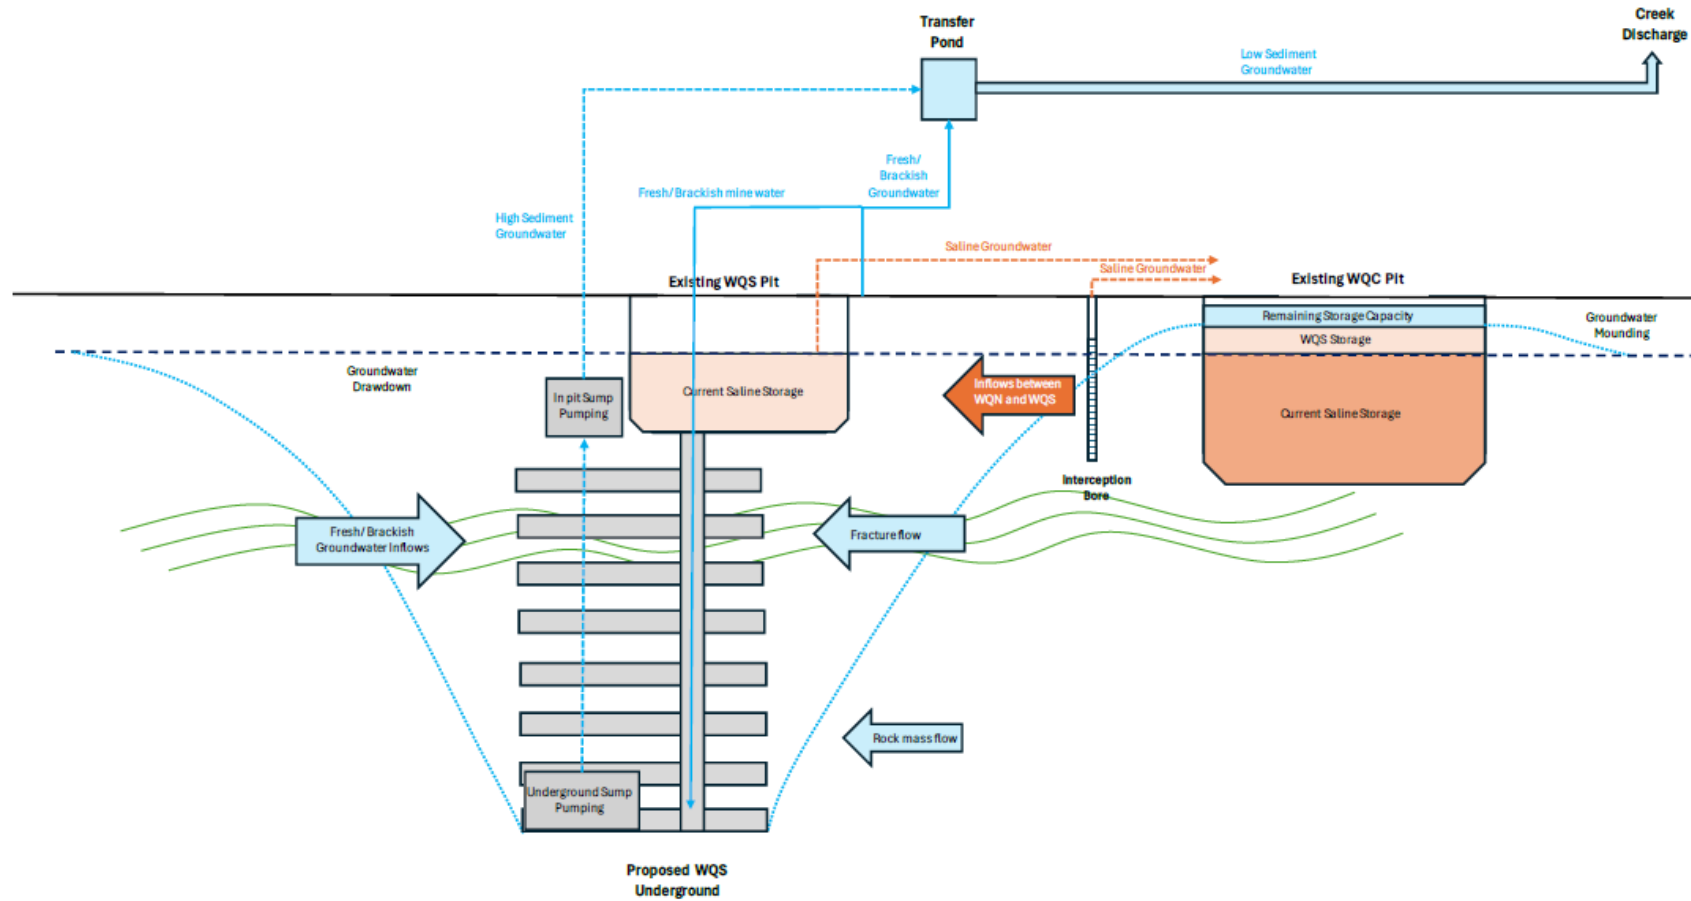 Transfer
Pond
Creek
Discharge
Low Sediment
Groundwater
Fresh/
Brackish
Groundwater
Fresh/ Brackish mine water
High Sediment
Groundwater
Saline Groundwater
Saline Groundwater
Existing WQS Pit
Existing WQC Pit
Remaining Storage Capacity
WQS Storage
Groundwater
Mounding
Groundwater
Drawdown
In pit Sump
Pumping
Current Saline Storage
Inflows between
WQN and WQS
Current Saline Storage
Interception
Bore
Fresh/ Brackish
Groundwater Inflows
Fracture flow
Rock mass flow
Underground Sump
Pumping
Proposed WQS
Underground